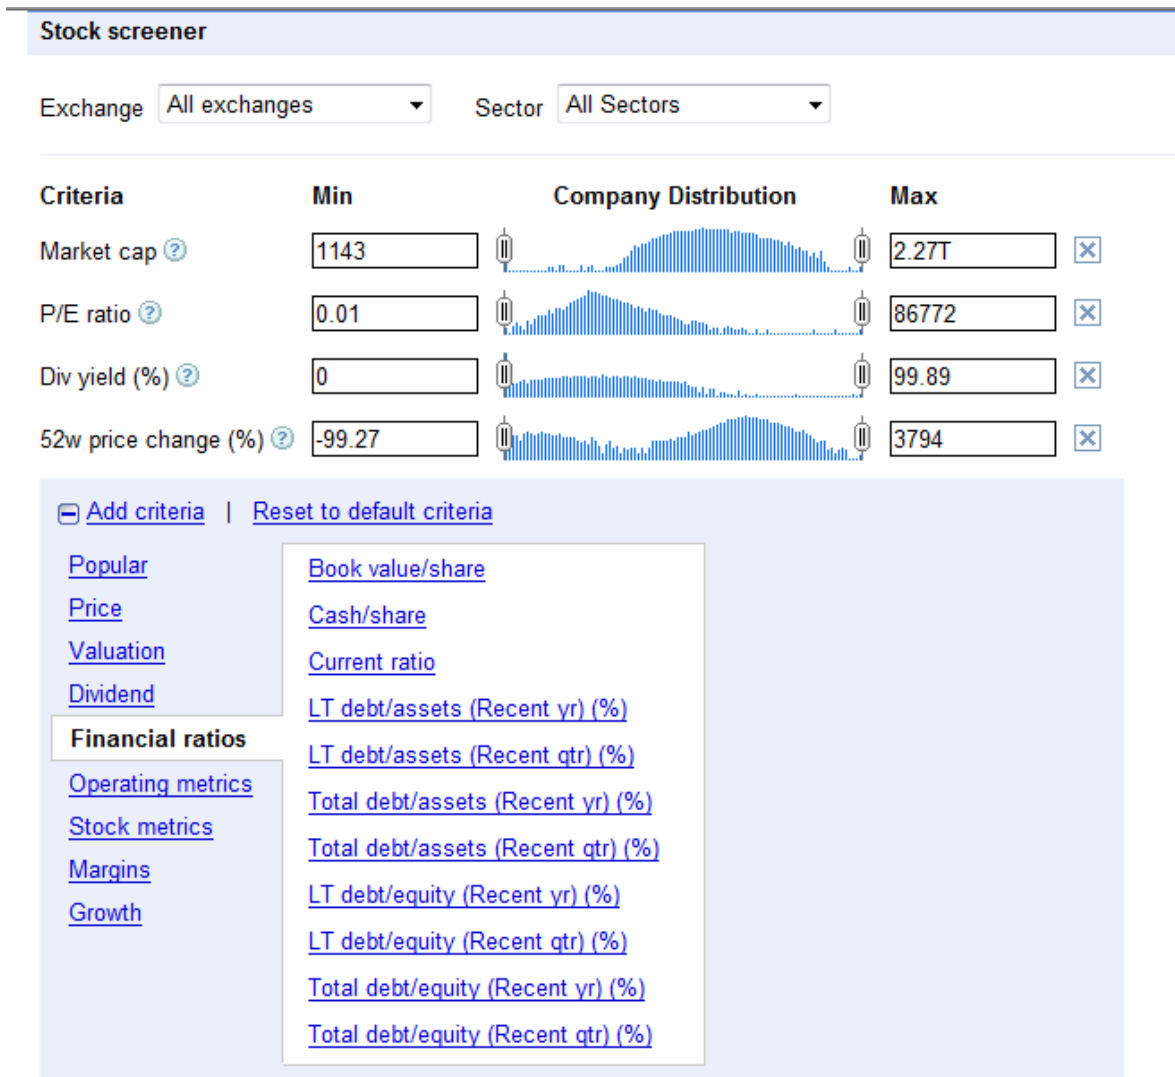 Stock screener
Exchange All exchanges Sector All Sectors
Criteria Min Company Distribution Max
Market cap ? 1143 2.27T
P/E ratio ? 0.01 86772
Div yield (%) ? 0 99.89
52w price change (%) ? -99.27 3794
Add criteria | Reset to default criteria
Popular
Price
Valuation
Dividend
Financial ratios
Operating metrics
Stock metrics
Margins
Growth
Book value/share
Cash/share
Current ratio
LT debt/assets (Recent yr) (%)
LT debt/assets (Recent qtr) (%)
Total debt/assets (Recent yr) (%)
Total debt/assets (Recent qtr) (%)
LT debt/equity (Recent yr) (%)
LT debt/equity (Recent qtr) (%)
Total debt/equity (Recent yr) (%)
Total debt/equity (Recent qtr) (%)